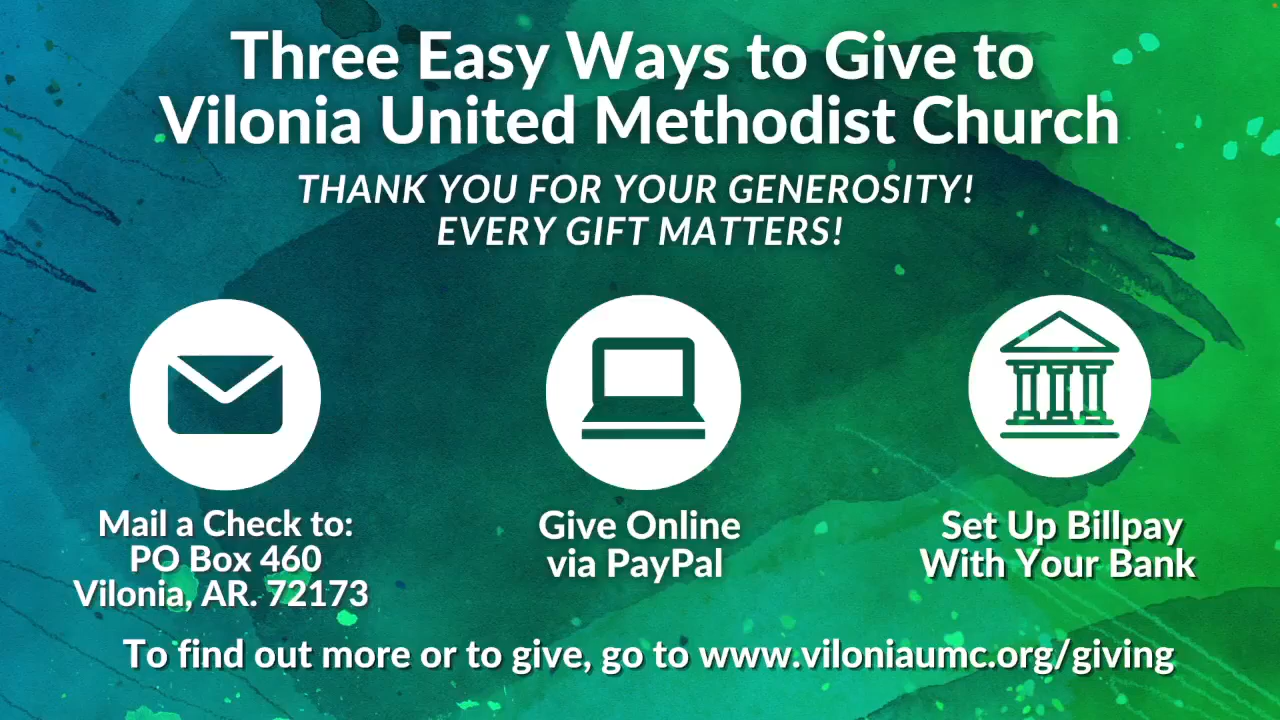 Three Easy Ways to Give to
Vilonia United Methodist Church
THANK YOU FOR YOUR GENEROSITY!
EVERY GIFT MATTERS!
Mail a Check to:
PO Box 460
Vilonia, AR. 72173
Give Online
via PayPal
Set Up Billpay
With Your Bank
To find out more or to give, go to www.viloniaumc.org/giving